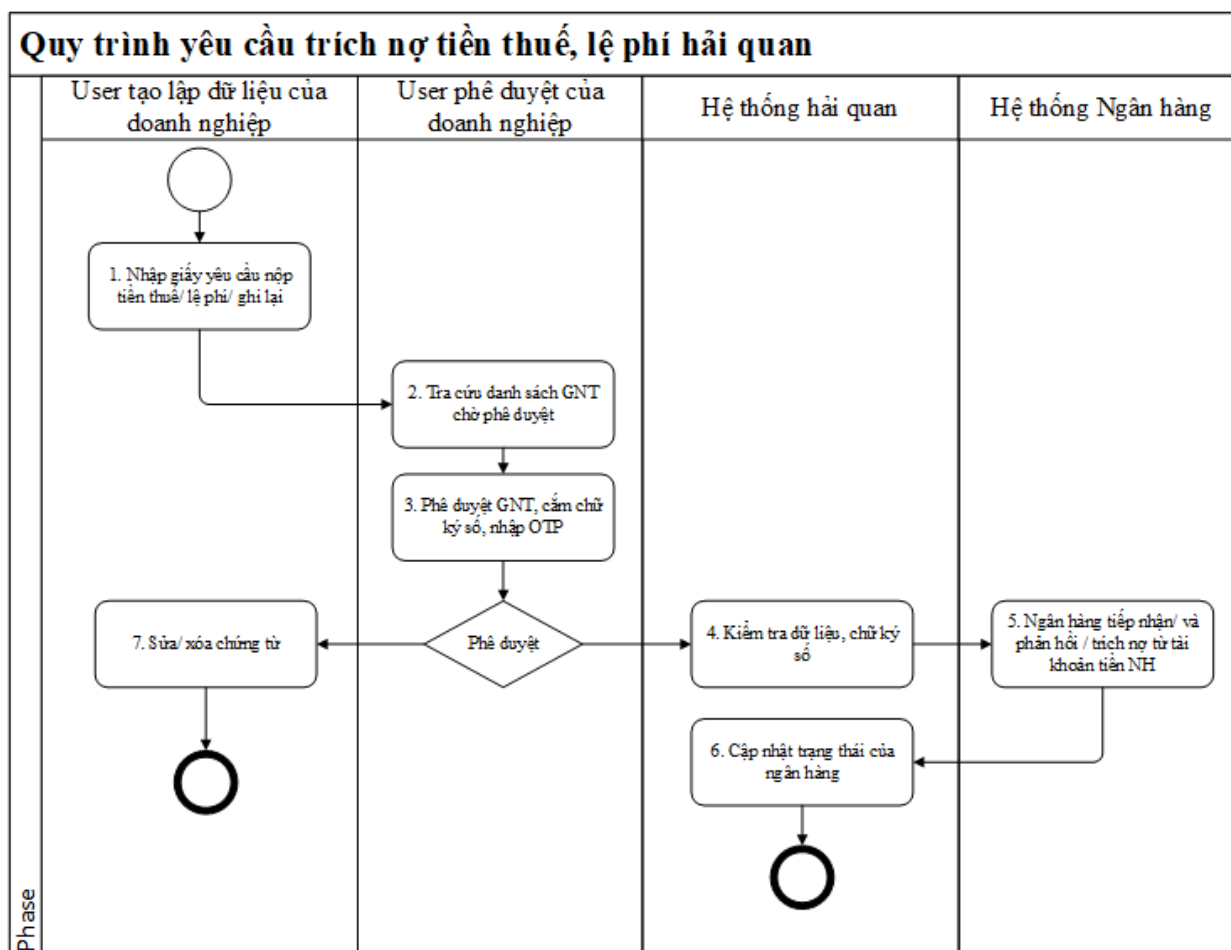 Quy trình yêu cầu trích nợ tiền thuế, lệ phí hải quan
User tạo lập dữ liệu của
doanh nghiệp
User phê duyệt của
doanh nghiệp
Hệ thống hải quan
Hệ thống Ngân hàng
1. Nhập giấy yêu cầu nộp
tiền thuế/ lệ phí/ ghi lại
2. Tra cứu danh sách GNT
chờ phê duyệt
3. Phê duyệt GNT, cắm chữ
ký số, nhập OTP
7. Sửa/ xóa chứng từ
Phê duyệt
4. Kiểm tra dữ liệu, chữ ký
số
5. Ngân hàng tiếp nhận/ và
phản hồi / trích nợ từ tài
khoản tiền NH
6. Cập nhật trạng thái của
ngân hàng
Phase